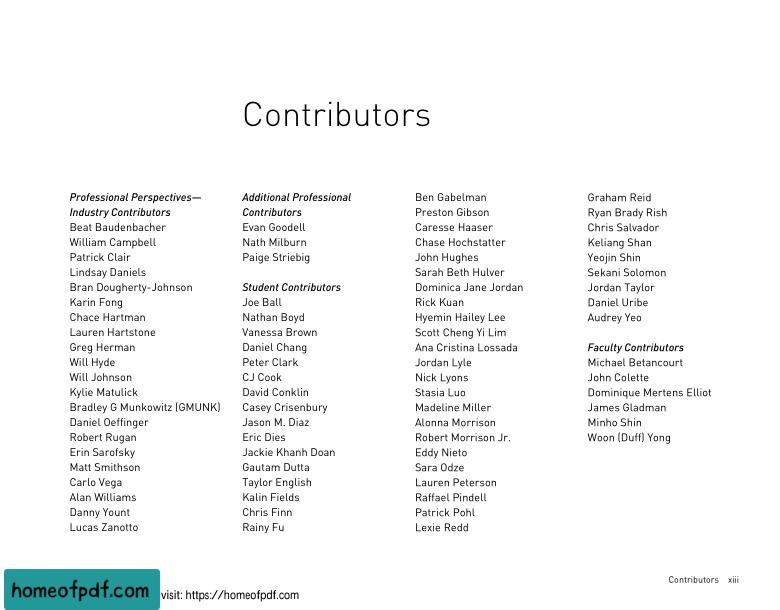 Contributors
Professional Perspectives—
Industry Contributors
Beat Baudenbacher
William Campbell
Patrick Clair
Lindsay Daniels
Bran Dougherty-Johnson
Karin Fong
Chace Hartman
Lauren Hartstone
Greg Herman
Will Hyde
Will Johnson
Kylie Matulick
Bradley G Munkowitz (GMUNK)
Daniel Oeffinger
Robert Rugan
Erin Sarofsky
Matt Smithson
Carlo Vega
Alan Williams
Danny Yount
Lucas Zanotto
Additional Professional
Contributors
Evan Goodell
Nath Milburn
Paige Striebig
Student Contributors
Joe Ball
Nathan Boyd
Vanessa Brown
Daniel Chang
Peter Clark
CJ Cook
David Conklin
Casey Crisenbury
Jason M. Diaz
Eric Dies
Jackie Khanh Doan
Gautam Dutta
Taylor English
Kalin Fields
Chris Finn
Rainy Fu
Ben Gabelman
Preston Gibson
Caresse Haaser
Chase Hochstatter
John Hughes
Sarah Beth Hulver
Dominica Jane Jordan
Rick Kuan
Hyemin Hailey Lee
Scott Cheng Yi Lim
Ana Cristina Lossada
Jordan Lyle
Nick Lyons
Stasia Luo
Madeline Miller
Alonna Morrison
Robert Morrison Jr.
Eddy Nieto
Sara Odze
Lauren Peterson
Raffael Pindell
Patrick Pohl
Lexie Redd
Graham Reid
Ryan Brady Rish
Chris Salvador
Keliang Shan
Yeojin Shin
Sekani Solomon
Jordan Taylor
Daniel Uribe
Audrey Yeo
Faculty Contributors
Michael Betancourt
John Colette
Dominique Mertens Elliot
James Gladman
Minho Shin
Woon (Duff) Yong
Contributors xiii
homeofpdf.com
visit: https://homeofpdf.com